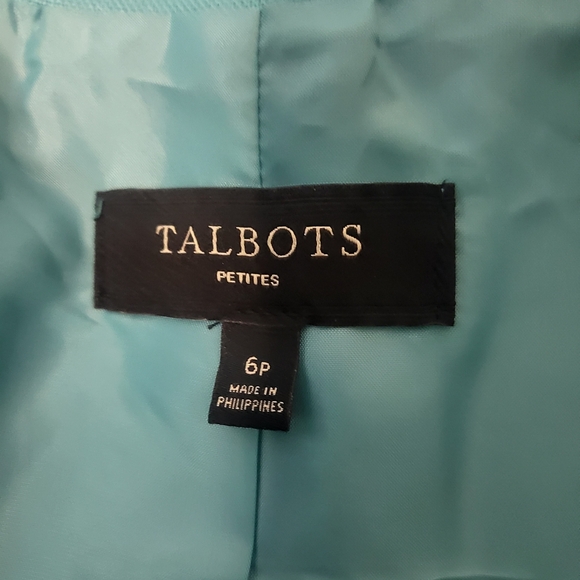 TALBOTS
PETITES
6P
MADE IN
PHILIPPINES